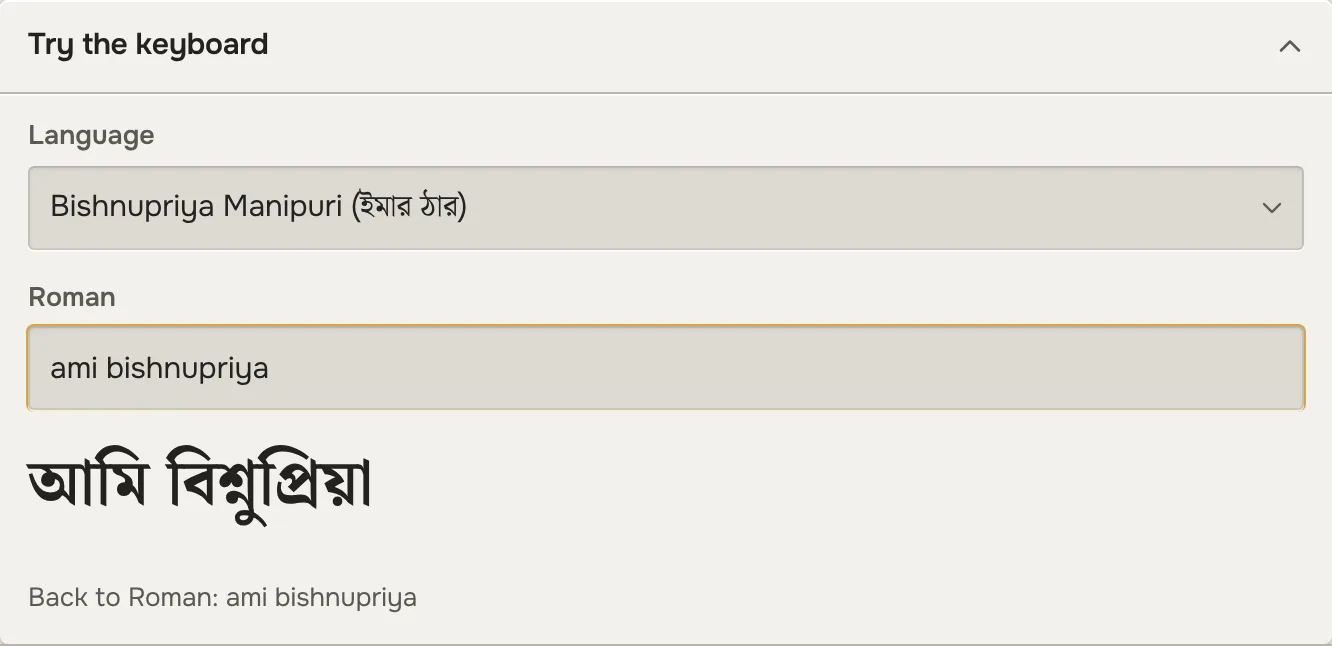 Try the keyboard
Language
Bishnupriya Manipuri (ইমার ঠার)
Roman
ami bishnupriya
আমি বিশ্নুপ্রিয়া
Back to Roman: ami bishnupriya